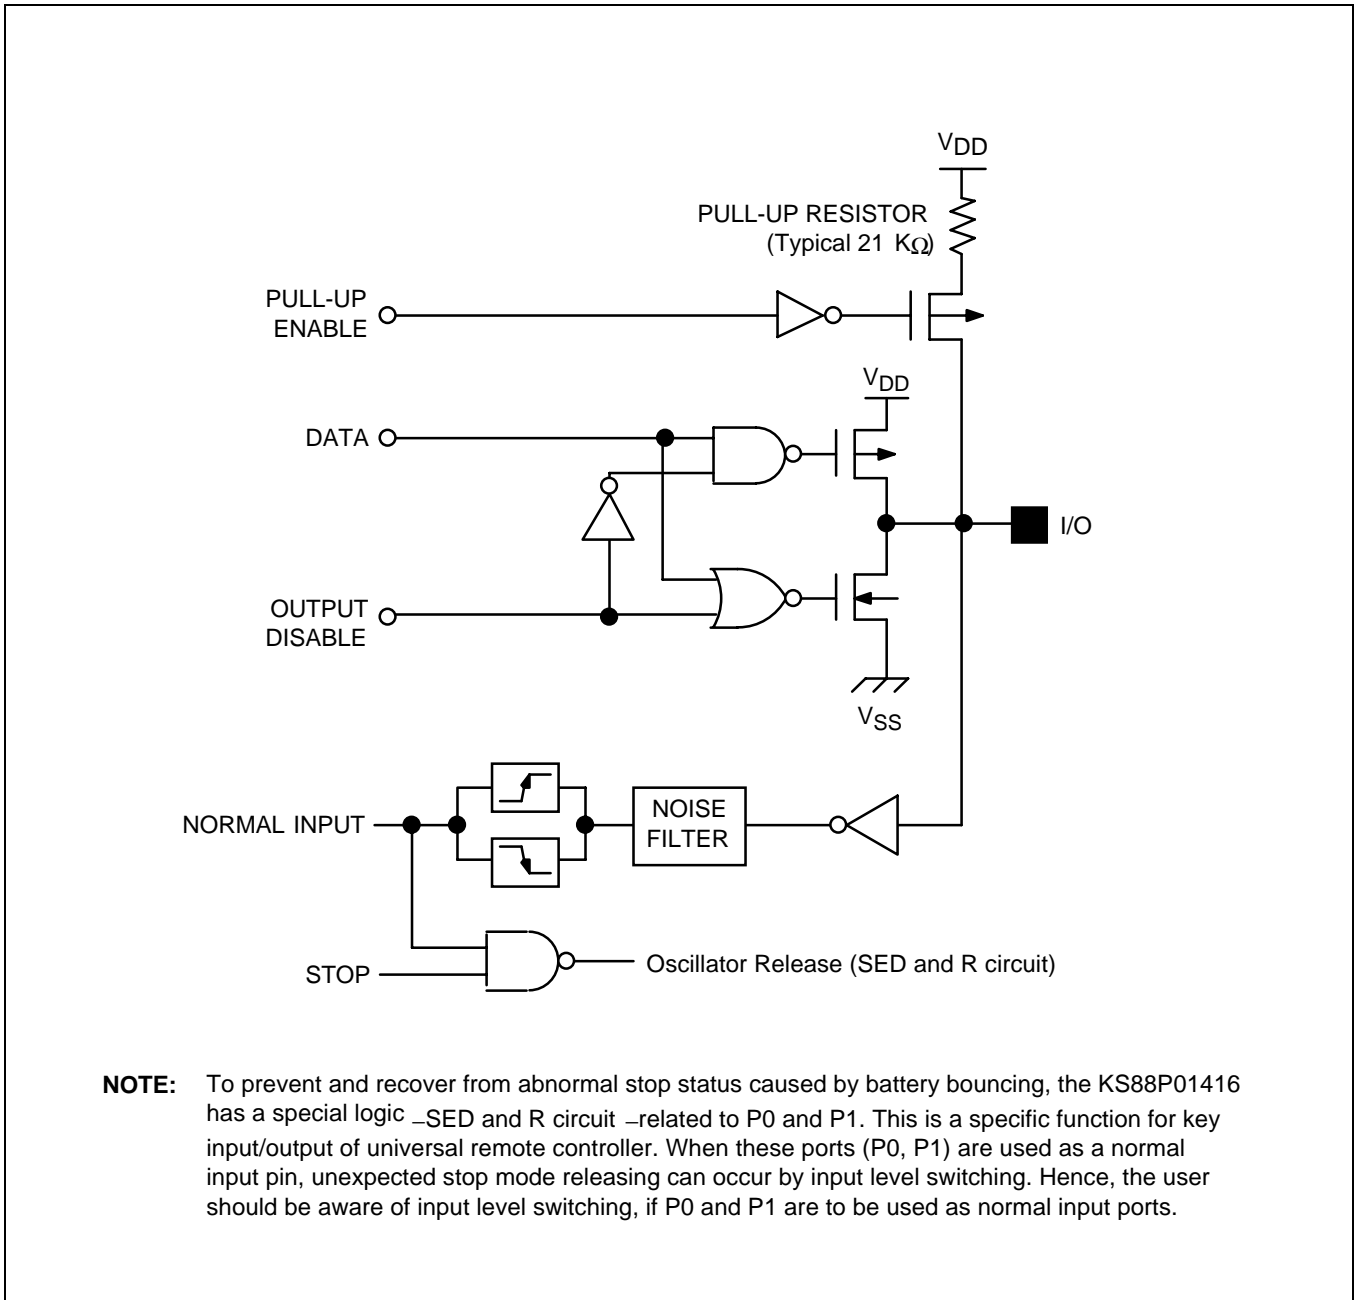 VDD
PULL-UP RESISTOR
(Typical 21 KΩ)
PULL-UP
ENABLE
VDD
DATA
I/O
OUTPUT
DISABLE
VSS
NORMAL INPUT
NOISE
FILTER
STOP
Oscillator Release (SED and R circuit)
NOTE: To prevent and recover from abnormal stop status caused by battery bouncing, the KS88P01416
has a special logic –SED and R circuit –related to P0 and P1. This is a specific function for key
input/output of universal remote controller. When these ports (P0, P1) are used as a normal
input pin, unexpected stop mode releasing can occur by input level switching. Hence, the user
should be aware of input level switching, if P0 and P1 are to be used as normal input ports.